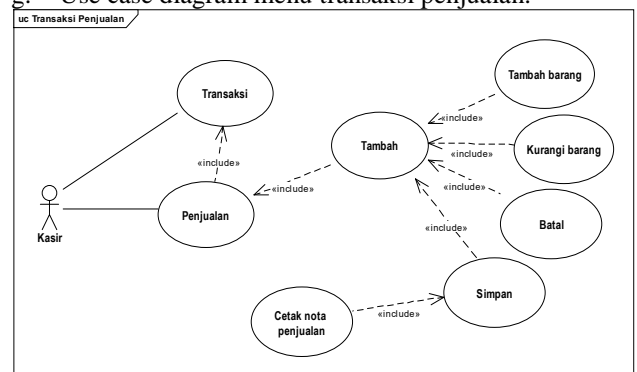 g. Use case diagram menu transaksi penjualan.
uc Transaksi Penjualan
Tambah barang
Transaksi
«include»
Tambah
«include»
Kurangi barang
«include»
«include»
«include»
Penjualan
Batal
Kasir
«include»
Simpan
Cetak nota
penjualan
«include»